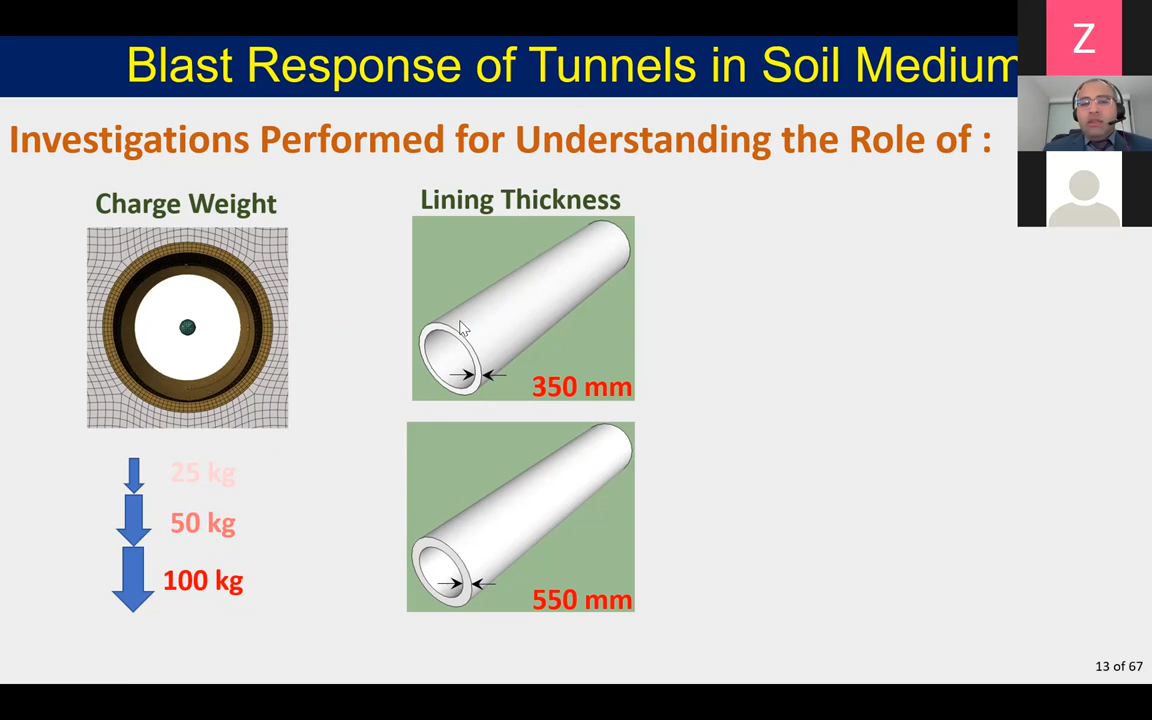 Blast Response of Tunnels in Soil Medium
Z
Investigations Performed for Understanding the Role of :
Charge Weight
25 kg
50 kg
100 kg
Lining Thickness
350 mm
550 mm
13 of 67